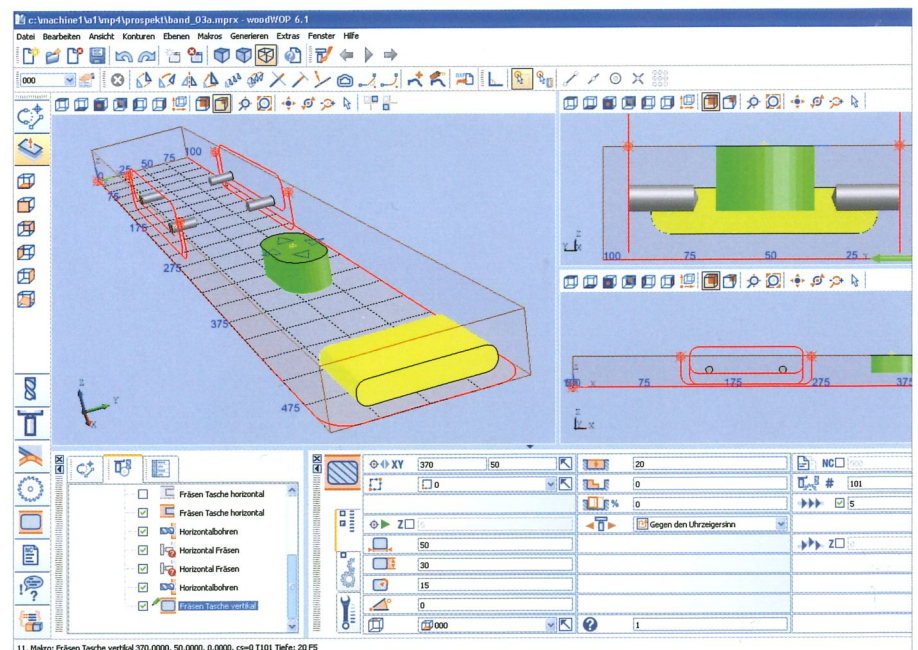 c:\machine1\a1\mp4\prospekt\band_03a.mprx - woodWOP 6.1
Datei Bearbeiten Ansicht Konturen Ebenen Makros Generieren Extras Fenster Hilfe
000
0 25 50 75 100
75
175
275
375
475
Z
Y
X
100 75 50 25
Z
Y X
75 175 275 375
X
Z
Y X
Fräsen Tasche horizontal
Fräsen Tasche horizontal
Horizontalbohren
Horizontal Fräsen
Horizontal Fräsen
Horizontalbohren
Fräsen Tasche vertikal
XY 370 50
0
Z
50
30
15
0
000
20
0
% 0
Gegen den Uhrzeigersinn
1
NC
# 101
5
Z
11. Makro: Fräsen Tasche vertikal 370.0000, 50.0000, 0.0000, cs=0 T101 Tiefe: 20 F5